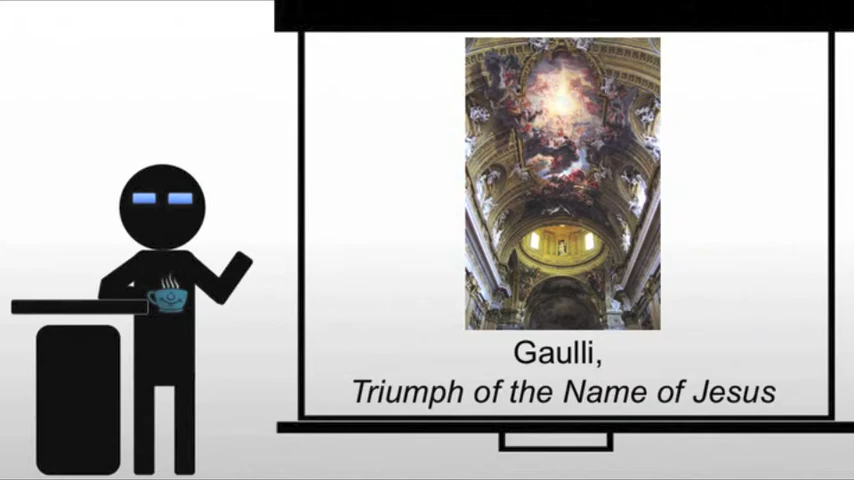 Gaulli,
Triumph of the Name of Jesus